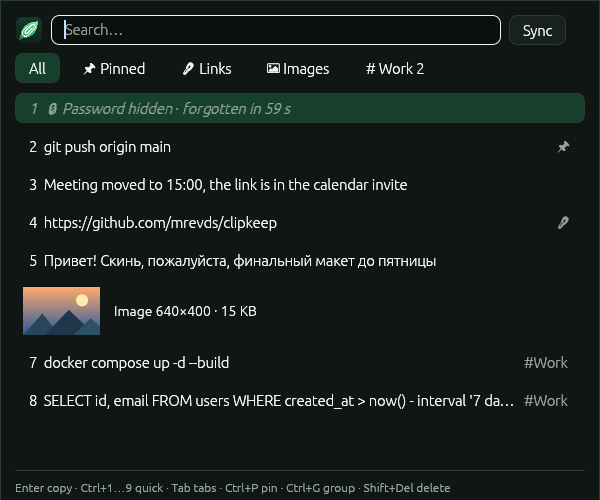 Search… Sync
All Pinned Links Images # Work 2
1 Password hidden · forgotten in 59 s
2 git push origin main
3 Meeting moved to 15:00, the link is in the calendar invite
4 https://github.com/mrevds/clipkeep
5 Привет! Скинь, пожалуйста, финальный макет до пятницы
Image 640×400 · 15 KB
7 docker compose up -d --build #Work
8 SELECT id, email FROM users WHERE created_at > now() - interval '7 da… #Work
Enter copy · Ctrl+1…9 quick · Tab tabs · Ctrl+P pin · Ctrl+G group · Shift+Del delete